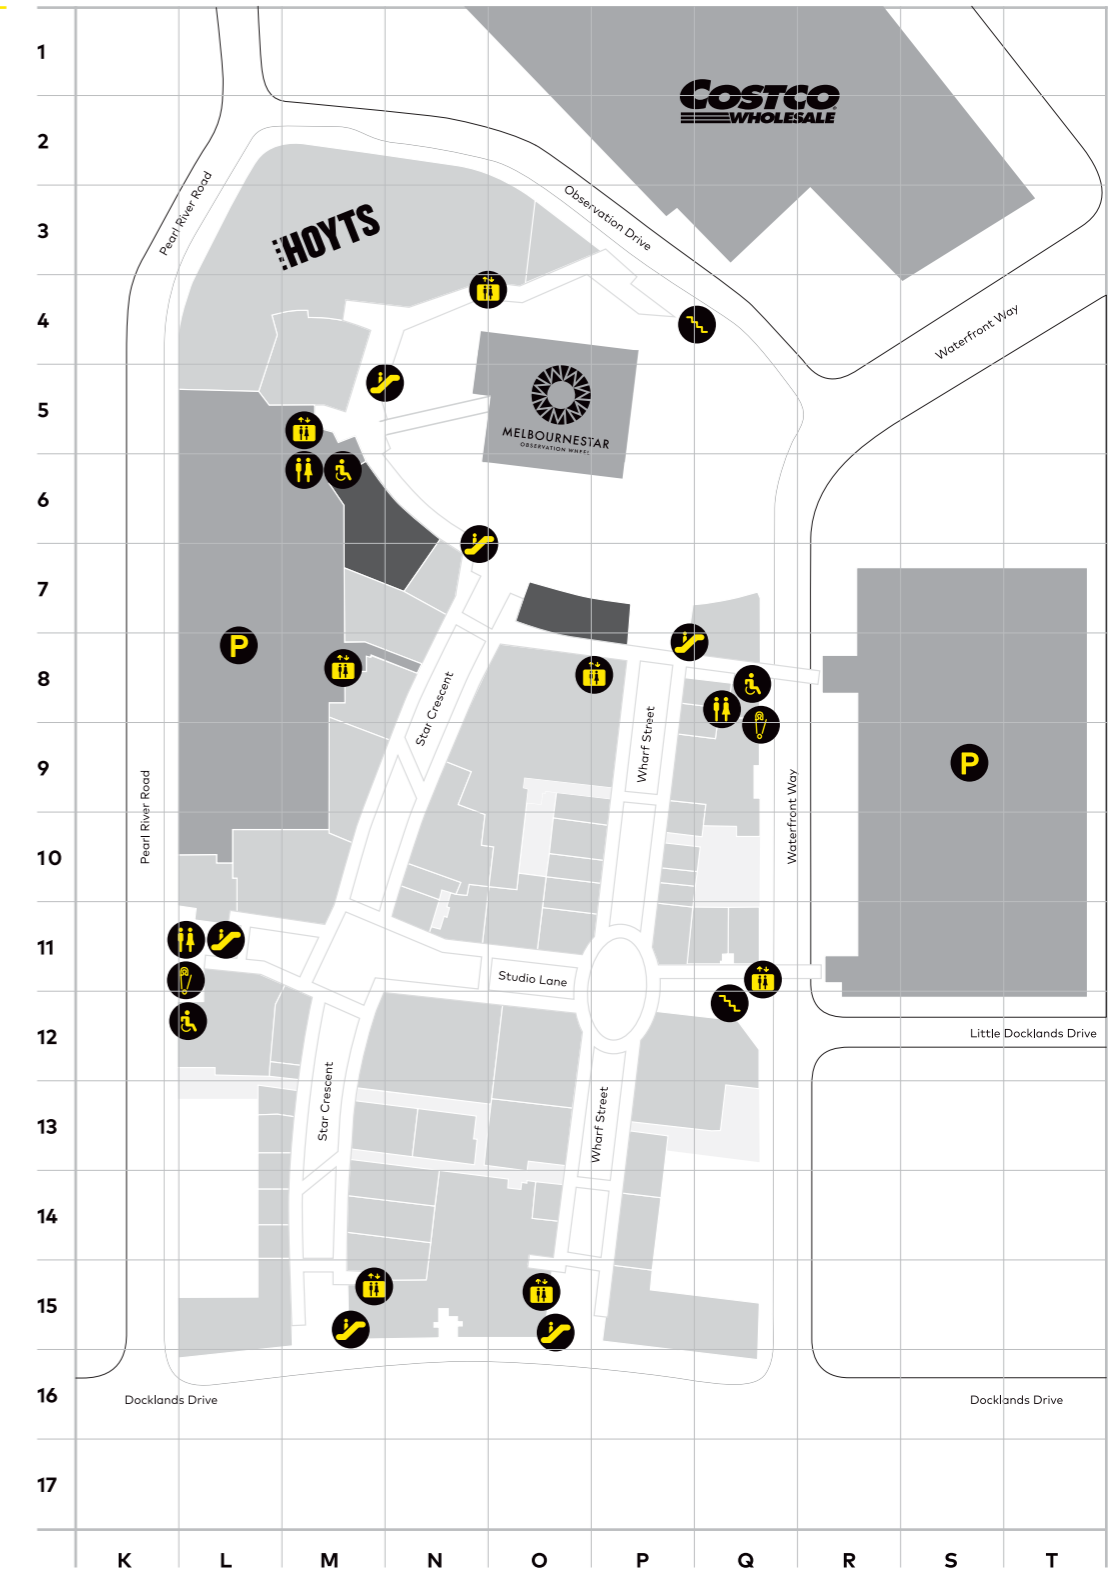 1
COSTCO
WHOLESALE
2
Pearl River Road
Observation Drive
3
HOYTS
4
Waterfront Way
5
MELBOURNESTAR
OBSERVATION WHEEL
6
7
P
8
Star Crescent
Wharf Street
9
P
Pearl River Road
Waterfront Way
10
11
Studio Lane
12
Little Docklands Drive
Star Crescent
Wharf Street
13
14
15
16
Docklands Drive
Docklands Drive
17
K L M N O P Q R S T